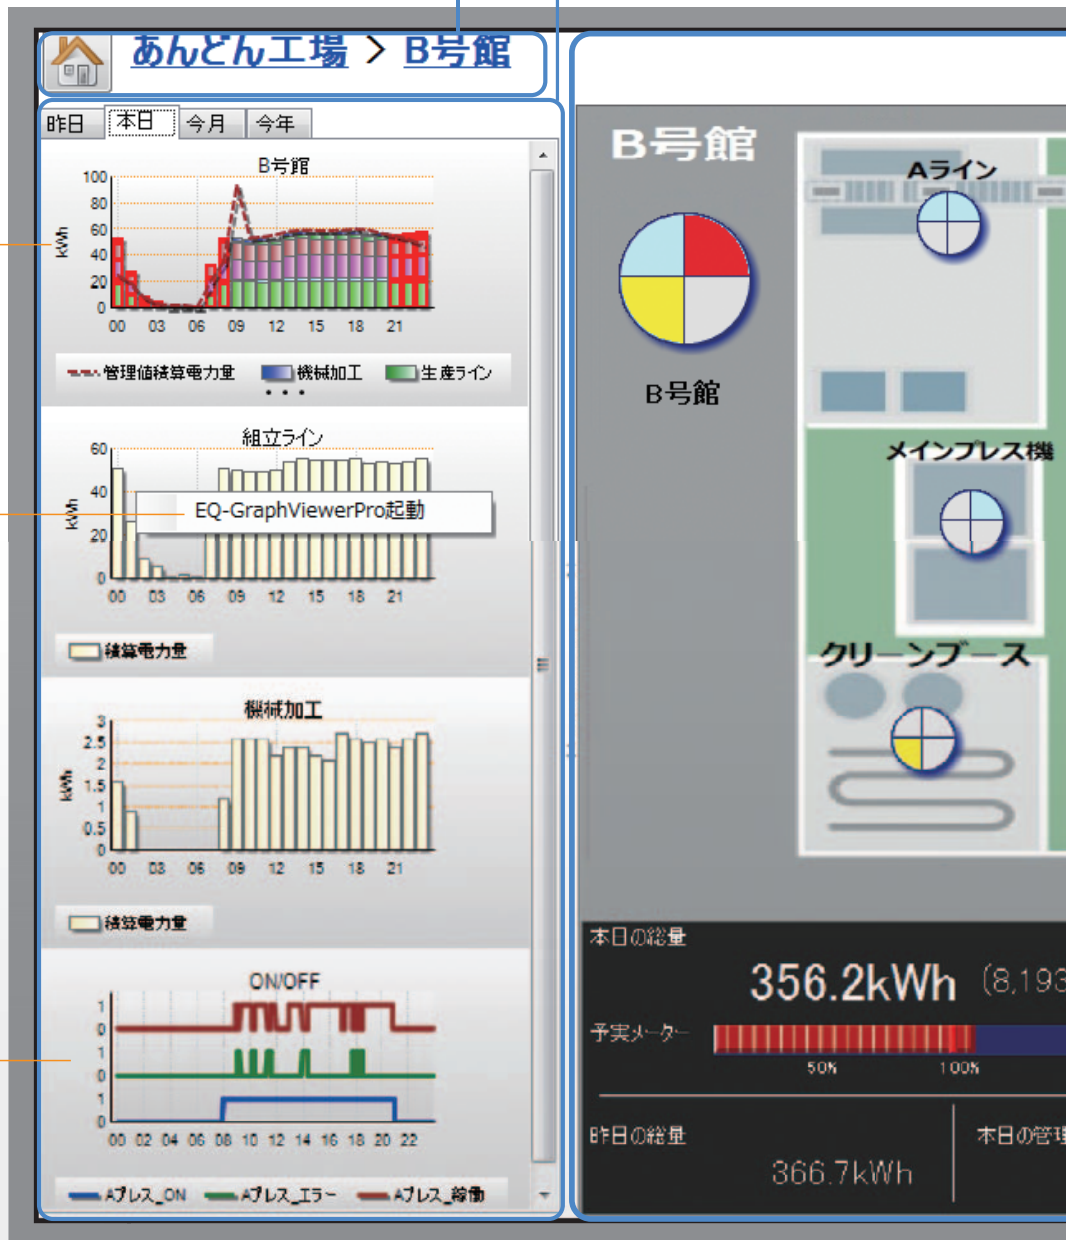 あんどん工場 > B号館
昨日 本日 今月 今年
B号館
100
80
60
40
20
0
kWh
00 03 06 09 12 15 18 21
管理値積算電力量 機械加工 生産ライン
・・・
組立ライン
60
40
20
0
kWh
EQ-GraphViewerPro起動
00 03 06 09 12 15 18 21
積算電力量
機械加工
3
2.5
2
1.5
1
0.5
0
kWh
00 03 06 09 12 15 18 21
積算電力量
ON/OFF
1
0
1
0
1
0
00 02 04 06 08 10 12 14 16 18 20 22
Aプレス_ON Aプレス_エラー Aプレス_稼働
B号館
B号館
Aライン
メインプレス機
クリーンブース
本日の総量
356.2kWh (8,193
予実メーター
50% 100%
昨日の総量 本日の管理
366.7kWh